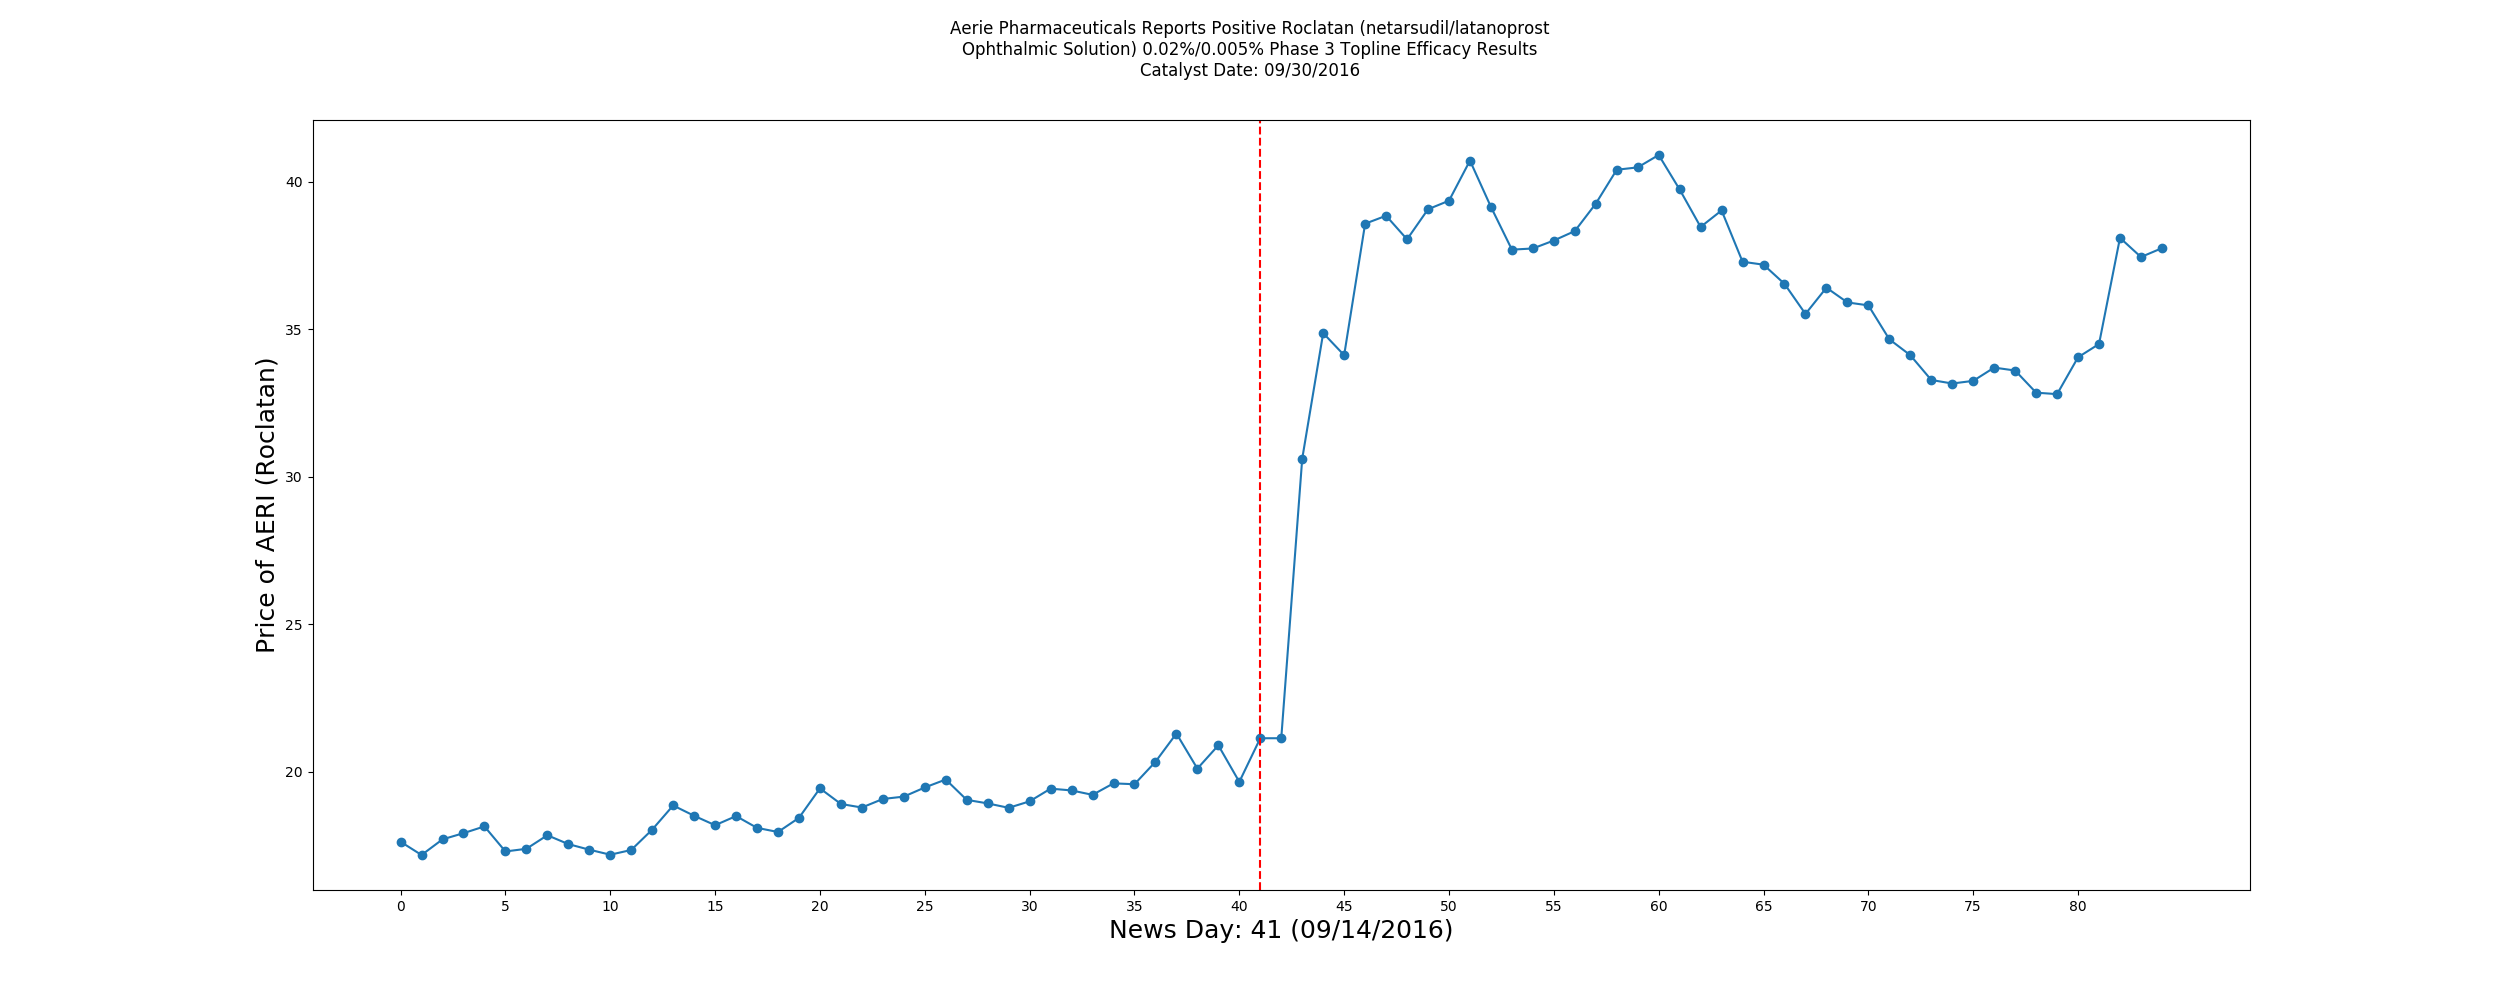 Aerie Pharmaceuticals Reports Positive Roclatan (netarsudil/latanoprost
Ophthalmic Solution) 0.02%/0.005% Phase 3 Topline Efficacy Results
Catalyst Date: 09/30/2016
Price of AERI (Roclatan)
40
35
30
25
20
0 5 10 15 20 25 30 35 40 45 50 55 60 65 70 75 80
News Day: 41 (09/14/2016)